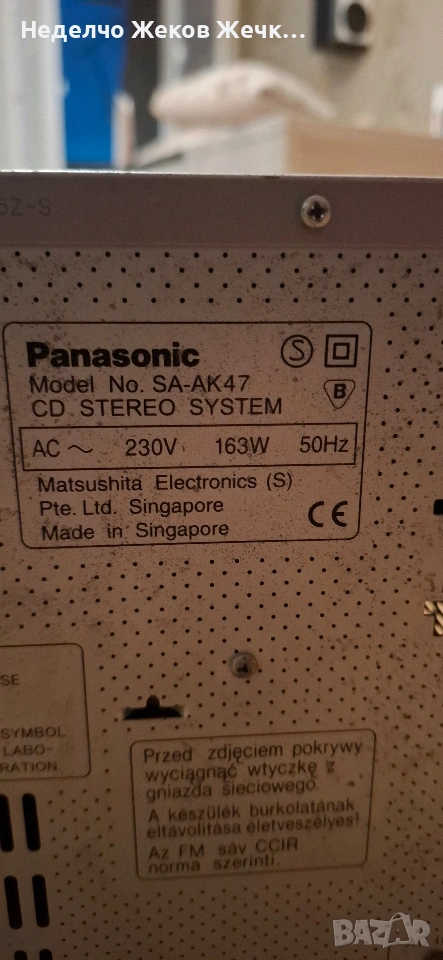 Неделчо Жеков Жечк...
5Z-S
Panasonic
Model No. SA-AK47
CD STEREO SYSTEM
AC ~ 230V 163W 50Hz
Matsushita Electronics (S)
Pte. Ltd. Singapore
Made in Singapore
S
B
CE
SE
SYMBOL
LABO-
RATION
Przed zdjęciem pokrywy
wyciągnąć wtyczkę z
gniazda sieciowego.
A készülék burkolatának
eltávolítása életveszélyes!
Az FM sáv CCIR
norma szerinti.
BAZAR